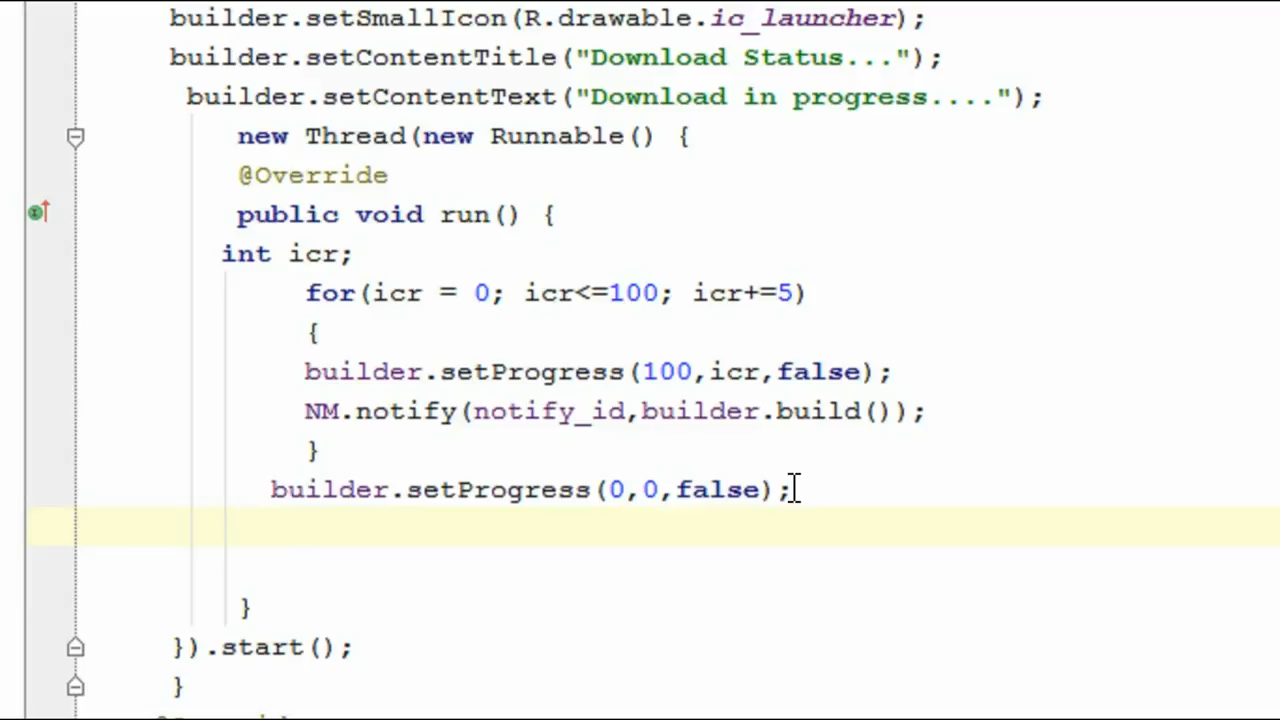 builder.setSmallIcon(R.drawable.ic_launcher);
builder.setContentTitle("Download Status...");
builder.setContentText("Download in progress....");
new Thread(new Runnable() {
@Override
public void run() {
int icr;
for(icr = 0; icr<=100; icr+=5)
{
builder.setProgress(100,icr,false);
NM.notify(notify_id,builder.build());
}
builder.setProgress(0,0,false);
}
}).start();
}